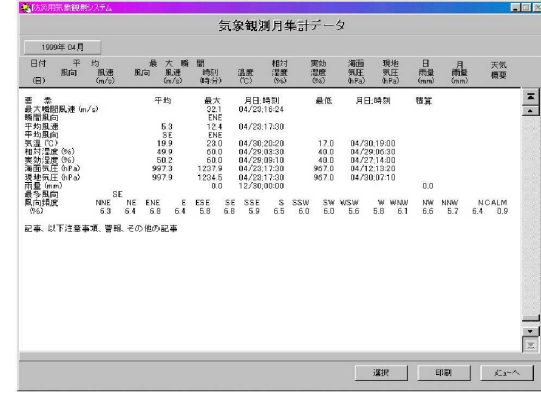 防災用気象観測システム
気象観測月集計データ
1999年 04月
日付 平 均 最 大 瞬 間 相対 実効 海面 現地 日 月 天気
風向 風速 風向 風速 時刻 温度 湿度 湿度 気圧 気圧 雨量 雨量 概要
(日) (m/s) (m/s) (時分) (℃) (%) (%) (hPa) (hPa) (mm) (mm)
要 素 平均 最大 月日:時刻 最低 月日:時刻 積算
最大瞬間風速 (m/s) 32.1 04/23;16:24
瞬間風向 ENE
平均風速 5.3 12.4 04/23;17:30
平均風向 SE ENE
気温 (℃) 19.9 23.0 04/30;20:20 17.0 04/30;19:00
相対湿度 (%) 49.9 60.0 04/29;03:30 40.0 04/29;06:30
実効湿度 (%) 50.2 60.0 04/29;09:10 40.0 04/27;14:00
海面気圧 (hPa) 997.3 1237.9 04/23;17:30 967.0 04/12;13:20
現地気圧 (hPa) 997.9 1234.5 04/23;17:30 967.0 04/30;07:10
雨量 (mm) 0.0 12/30;00:00 0.0
最多風向 SE
風向頻度 NNE NE ENE E ESE SE SSE S SSW SW WSW W WNW NW NNW N CALM
(%) 6.3 6.4 6.8 6.4 5.8 6.8 5.9 6.5 6.0 6.0 5.6 5.8 6.1 6.6 5.7 6.4 0.9
記事、以下注意事項、警報、その他の記事
選択 印刷 メニューへ